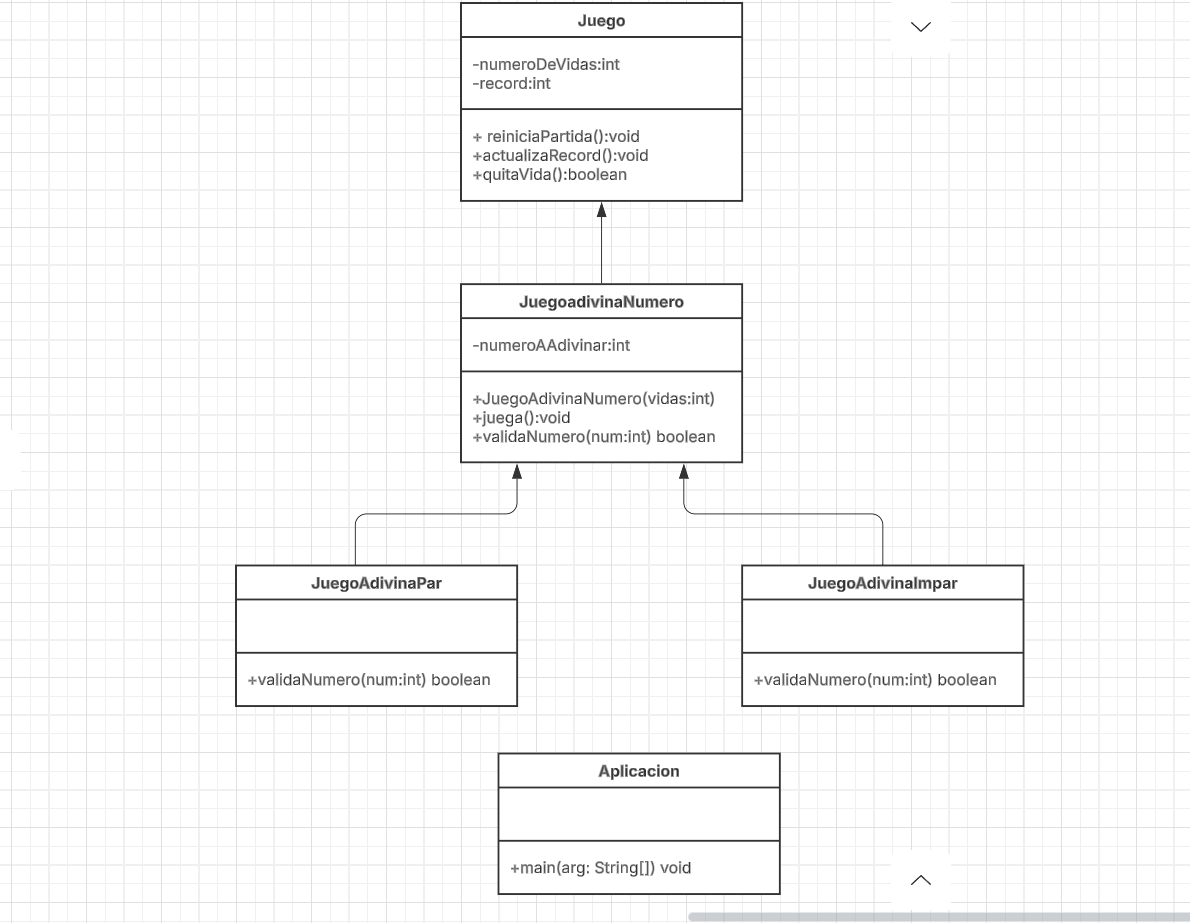 Juego
-numeroDeVidas:int
-record:int
+ reiniciaPartida():void
+actualizaRecord():void
+quitaVida():boolean
JuegoadivinaNumero
-numeroAAdivinar:int
+JuegoAdivinaNumero(vidas:int)
+juega():void
+validaNumero(num:int) boolean
JuegoAdivinaPar
+validaNumero(num:int) boolean
JuegoAdivinaImpar
+validaNumero(num:int) boolean
Aplicacion
+main(arg: String[]) void